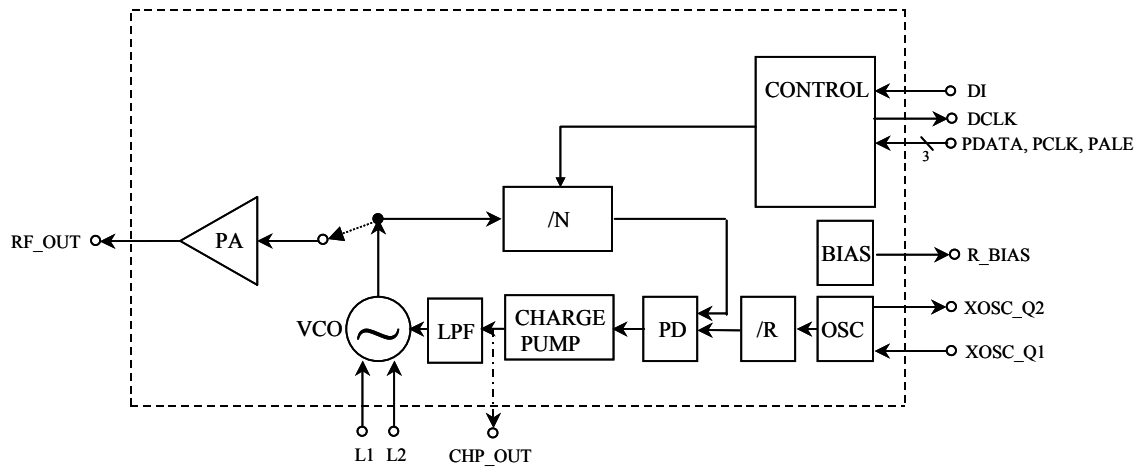 CONTROL
DI
DCLK
PDATA, PCLK, PALE
3
/N
PA
RF_OUT
BIAS
R_BIAS
XOSC_Q2
VCO
LPF
CHARGE
PUMP
PD
/R
OSC
XOSC_Q1
L1
L2
CHP_OUT